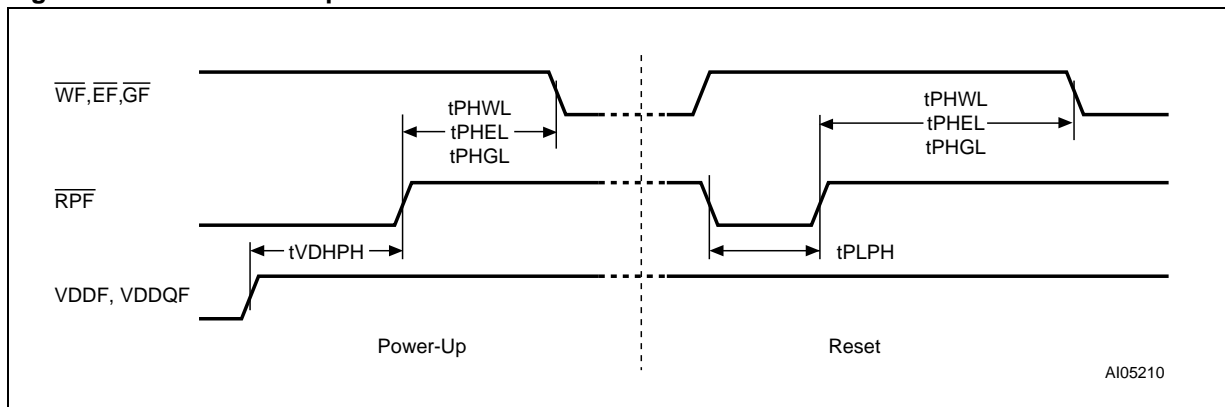 WF,EF,GF
tPHWL
tPHEL
tPHGL
tPHWL
tPHEL
tPHGL
RPF
tVDHPH
tPLPH
VDDF, VDDQF
Power-Up
Reset
AI05210